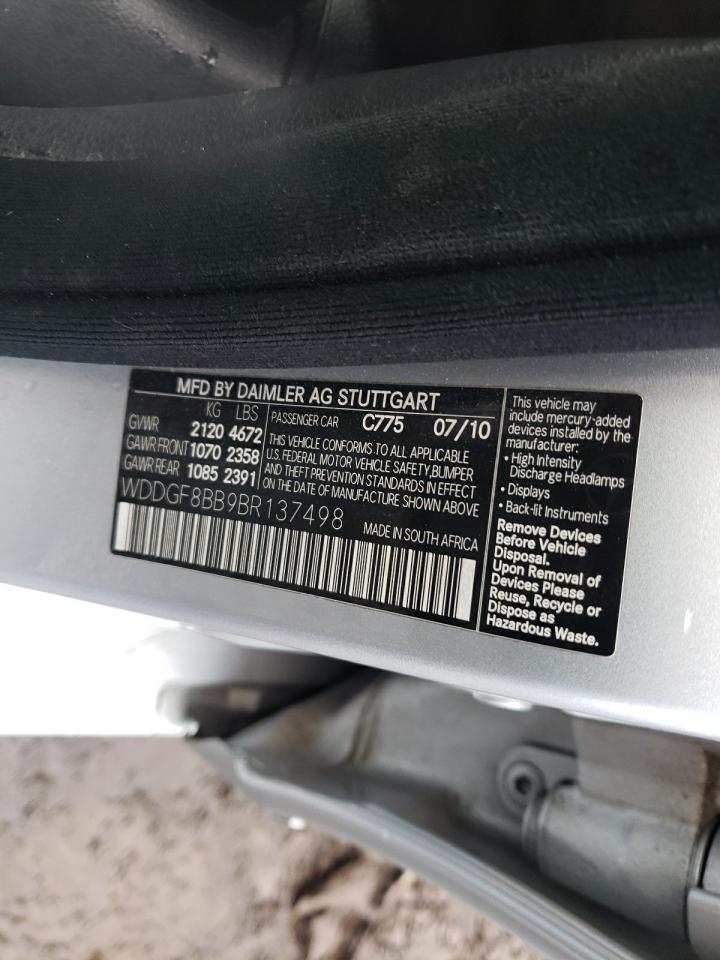 MFD BY DAIMLER AG STUTTGART
KG LBS
GVWR 2120 4672
GAWR FRONT 1070 2358
GAWR REAR 1085 2391
PASSENGER CAR C775 07/10
THIS VEHICLE CONFORMS TO ALL APPLICABLE
U.S. FEDERAL MOTOR VEHICLE SAFETY, BUMPER
AND THEFT PREVENTION STANDARDS IN EFFECT
ON THE DATE OF MANUFACTURE SHOWN ABOVE
WDDGF8BB9BR137498
MADE IN SOUTH AFRICA
This vehicle may
include mercury-added
devices installed by the
manufacturer:
• High Intensity
Discharge Headlamps
• Displays
• Back-lit Instruments
Remove Devices
Before Vehicle
Disposal.
Upon Removal of
Devices Please
Reuse, Recycle or
Dispose as
Hazardous Waste.